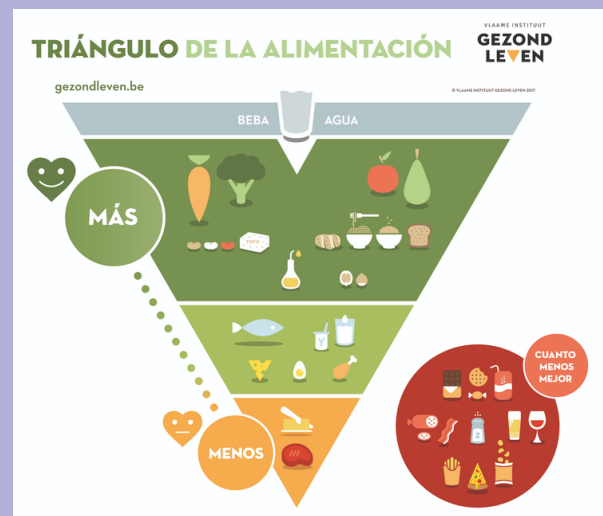 TRIÁNGULO DE LA ALIMENTACIÓN
VLAAMS INSTITUUT
GEZOND
LEVEN
gezondleven.be
© VLAAMS INSTITUUT GEZOND LEVEN 2017
BEBA AGUA
MÁS
TOFU
CUANTO
MENOS
MEJOR
MENOS